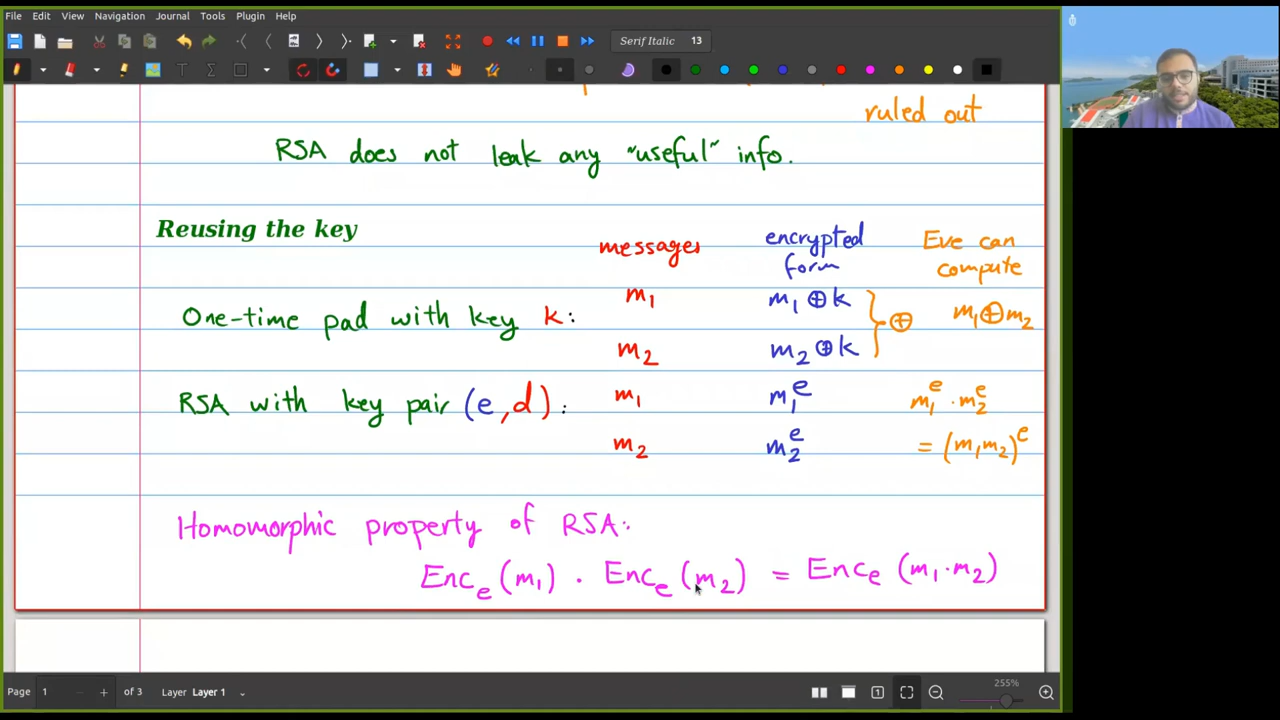 File Edit View Navigation Journal Tools Plugin Help
Serif Italic 13
ruled out
RSA does not leak any "useful" info.
Reusing the key
messages
encrypted form
Eve can compute
One-time pad with key k:
m₁ m₁ ⊕ k } ⊕ m₁⊕m₂
m₂ m₂ ⊕ k
RSA with key pair (e, d):
m₁ m₁ᵉ m₁ᵉ · m₂ᵉ
m₂ m₂ᵉ = (m₁m₂)ᵉ
Homomorphic property of RSA:
Encₑ(m₁) · Encₑ(m₂) = Encₑ(m₁·m₂)
Page 1 of 3 Layer Layer 1 255%